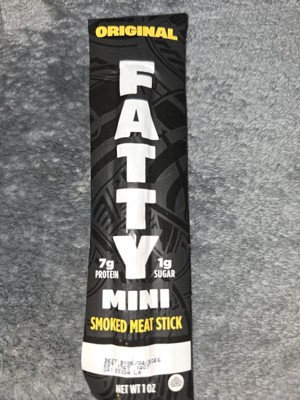 ORIGINAL
FATTY
7g 1g
PROTEIN SUGAR
MINI
SMOKED MEAT STICK
NET WT 1 OZ